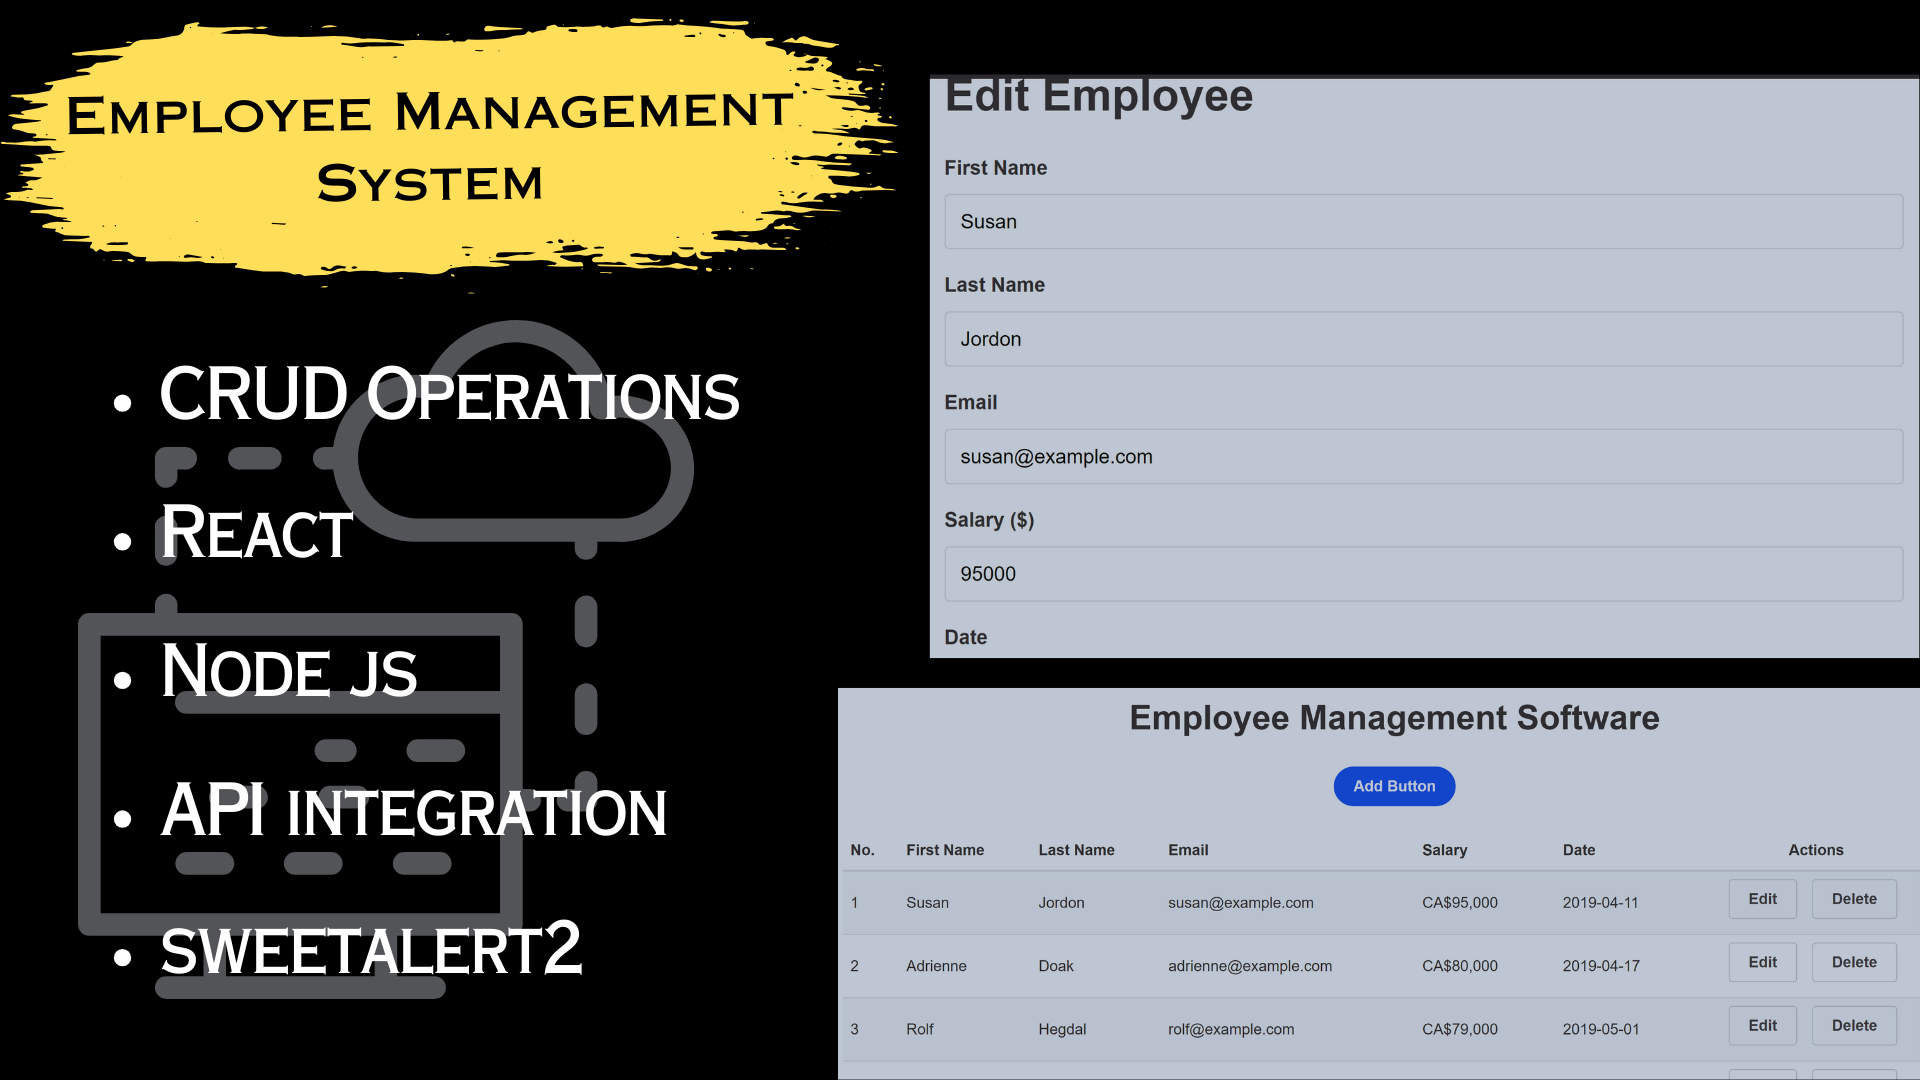 Employee Management
System
• CRUD Operations
• React
• Node js
• API integration
• sweetalert2
Edit Employee
First Name
Susan
Last Name
Jordon
Email
susan@example.com
Salary ($)
95000
Date
Employee Management Software
Add Button
No. First Name Last Name Email Salary Date Actions
1 Susan Jordon susan@example.com CA$95,000 2019-04-11 Edit Delete
2 Adrienne Doak adrienne@example.com CA$80,000 2019-04-17 Edit Delete
3 Rolf Hegdal rolf@example.com CA$79,000 2019-05-01 Edit Delete